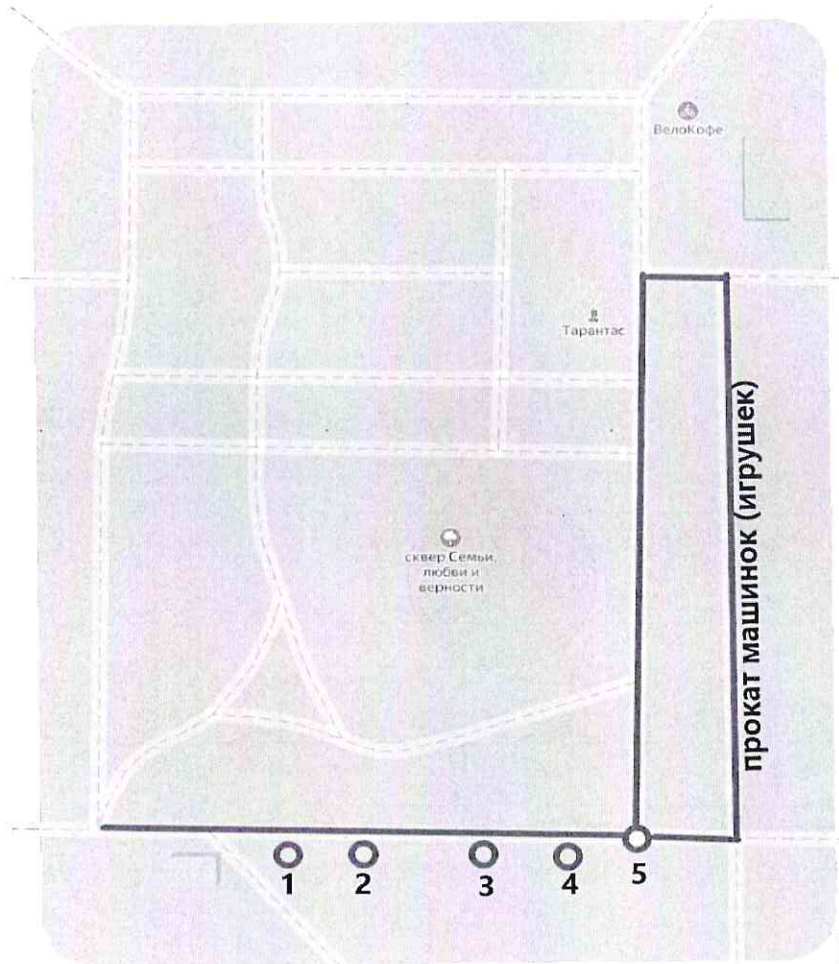 ВелоКофе
Тарантас
сквер Семьи,
любви и
верности
прокат машинок (игрушек)
1
2
3
4
5